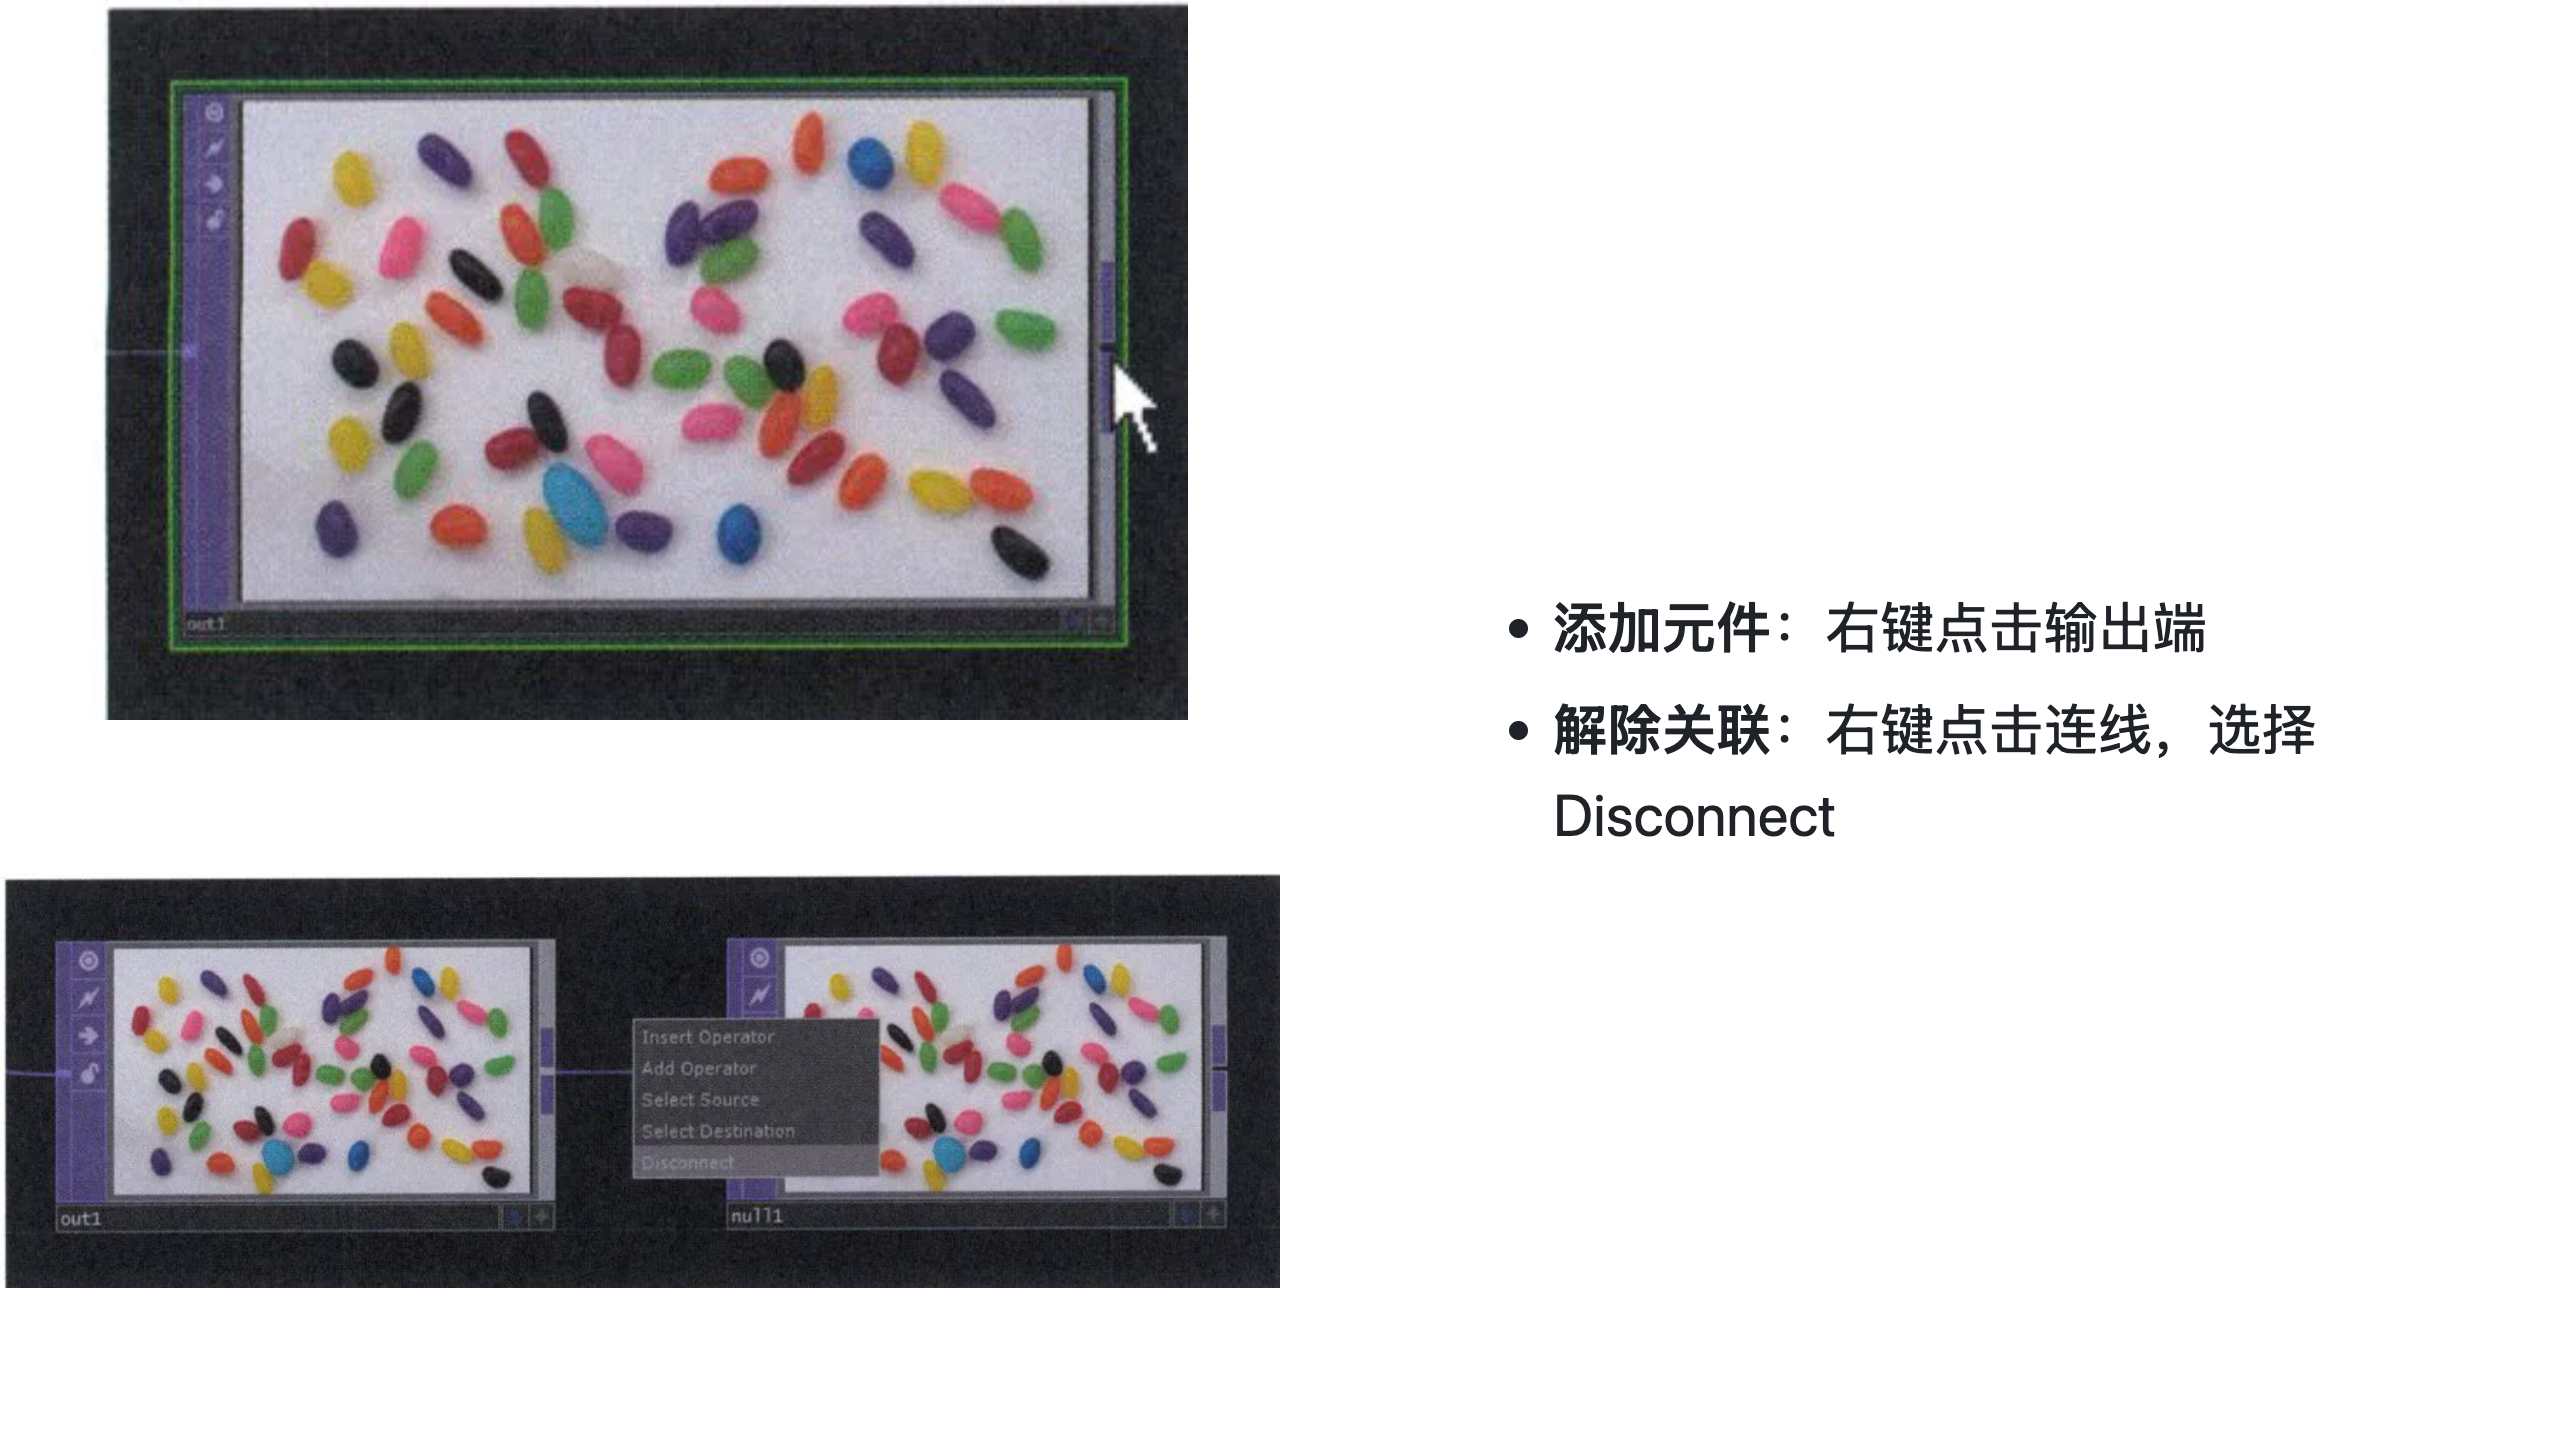 out1
• 添加元件：右键点击输出端
• 解除关联：右键点击连线，选择
Disconnect
Insert Operator
Add Operator
Select Source
Select Destination
Disconnect
out1
null1